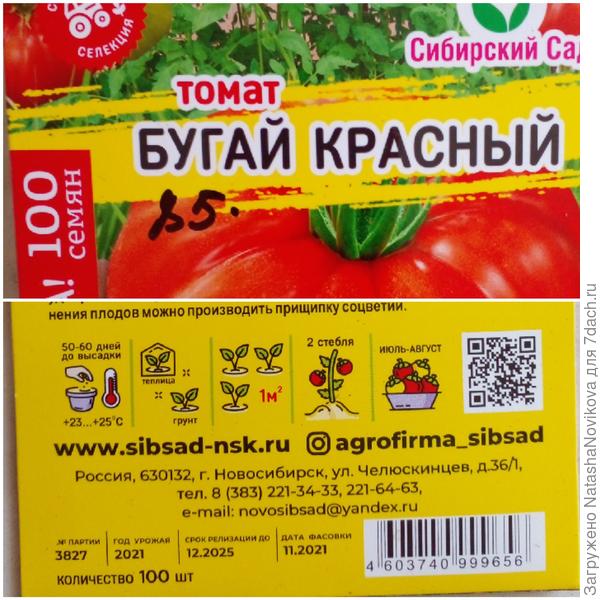 СЕЛЕКЦИЯ
Сибирский Сад
томат
БУГАЙ КРАСНЫЙ
100
семян
85.
нения плодов можно производить прищипку соцветий.
50-60 дней
до высадки
+23...+25°C
теплица
грунт
1м²
2 стебля
ИЮЛЬ-АВГУСТ
www.sibsad-nsk.ru agrofirma_sibsad
Россия, 630132, г. Новосибирск, ул. Челюскинцев, д.36/1,
тел. 8 (383) 221-34-33, 221-64-63,
e-mail: novosibsad@yandex.ru
№ ПАРТИИ
3827
ГОД УРОЖАЯ
2021
СРОК РЕАЛИЗАЦИИ ДО
12.2025
ДАТА ФАСОВКИ
11.2021
КОЛИЧЕСТВО 100 ШТ
4 603740 999656
Загружено NatashaNovikova для 7dach.ru